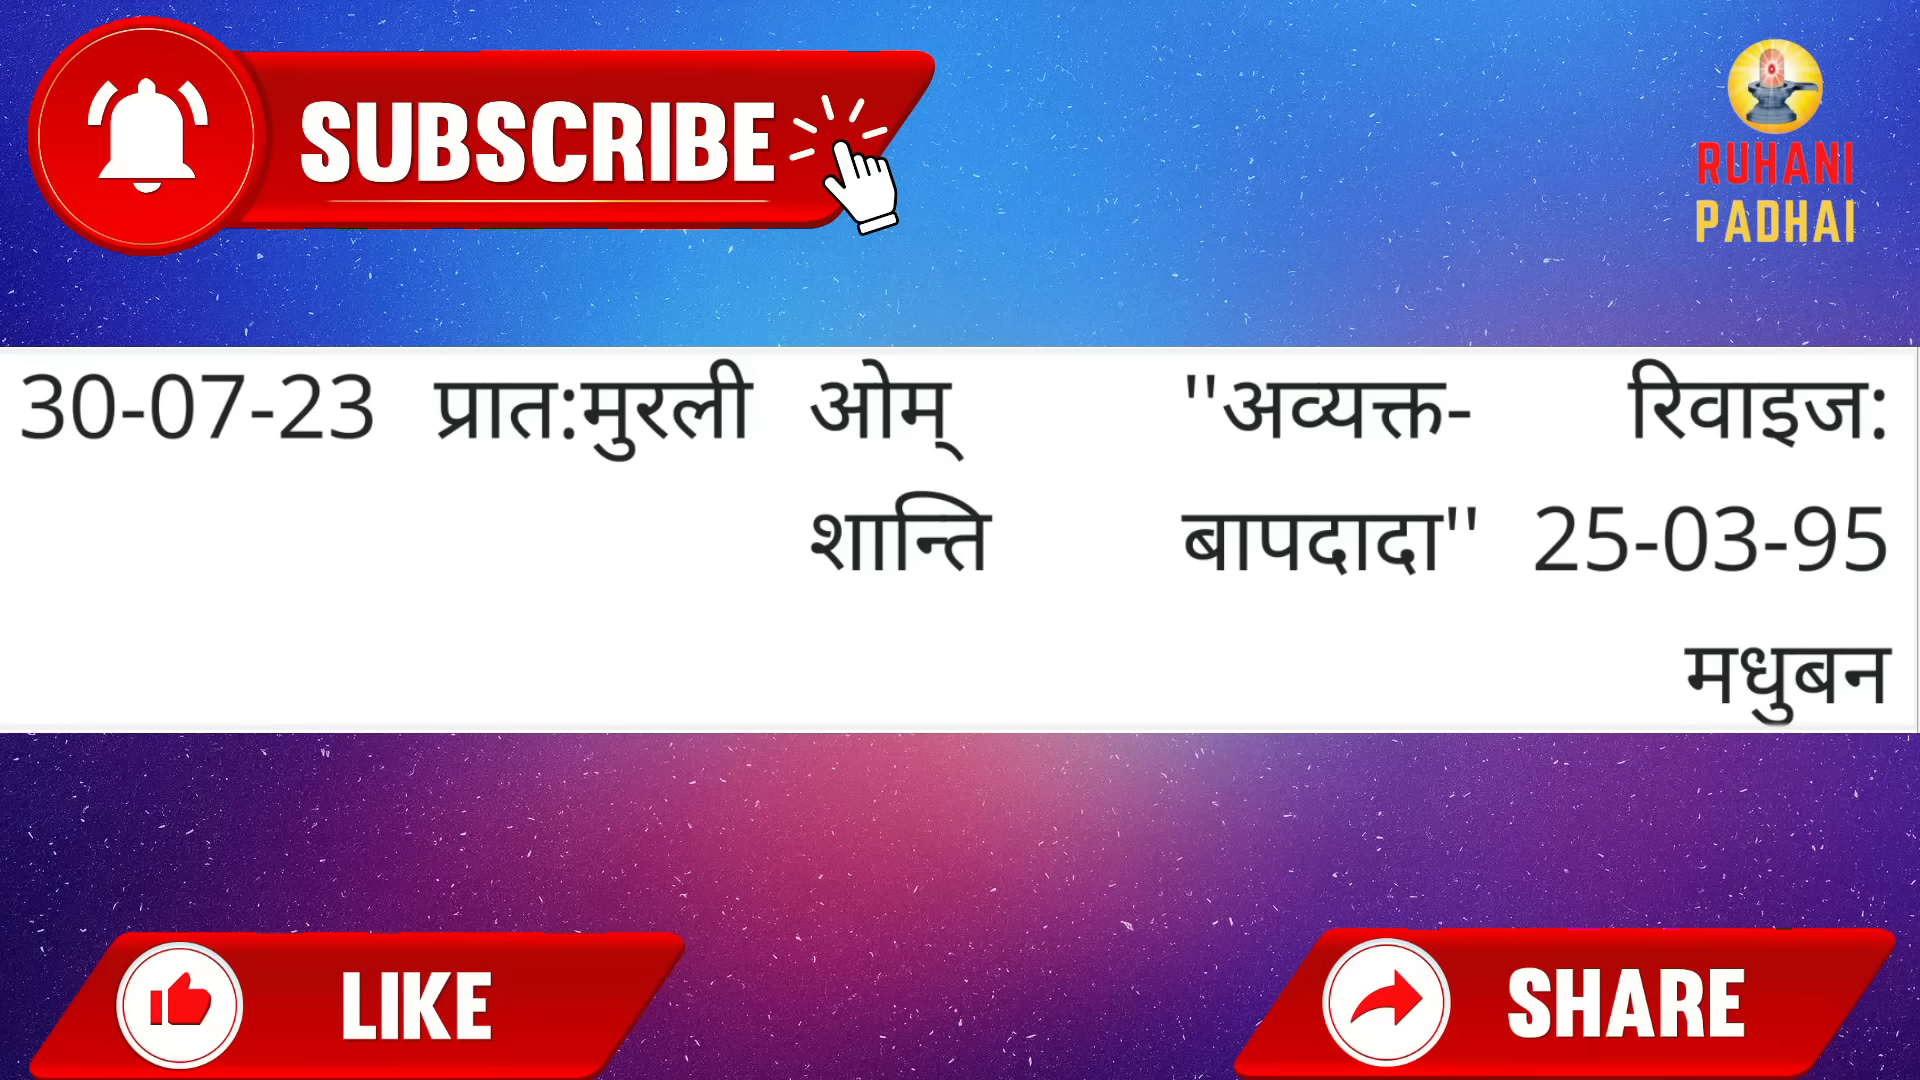 SUBSCRIBE
RUHANI
PADHAI
30-07-23 प्रात:मुरली ओम् "अव्यक्त- रिवाइज:
शान्ति बापदादा" 25-03-95
मधुबन
LIKE
SHARE